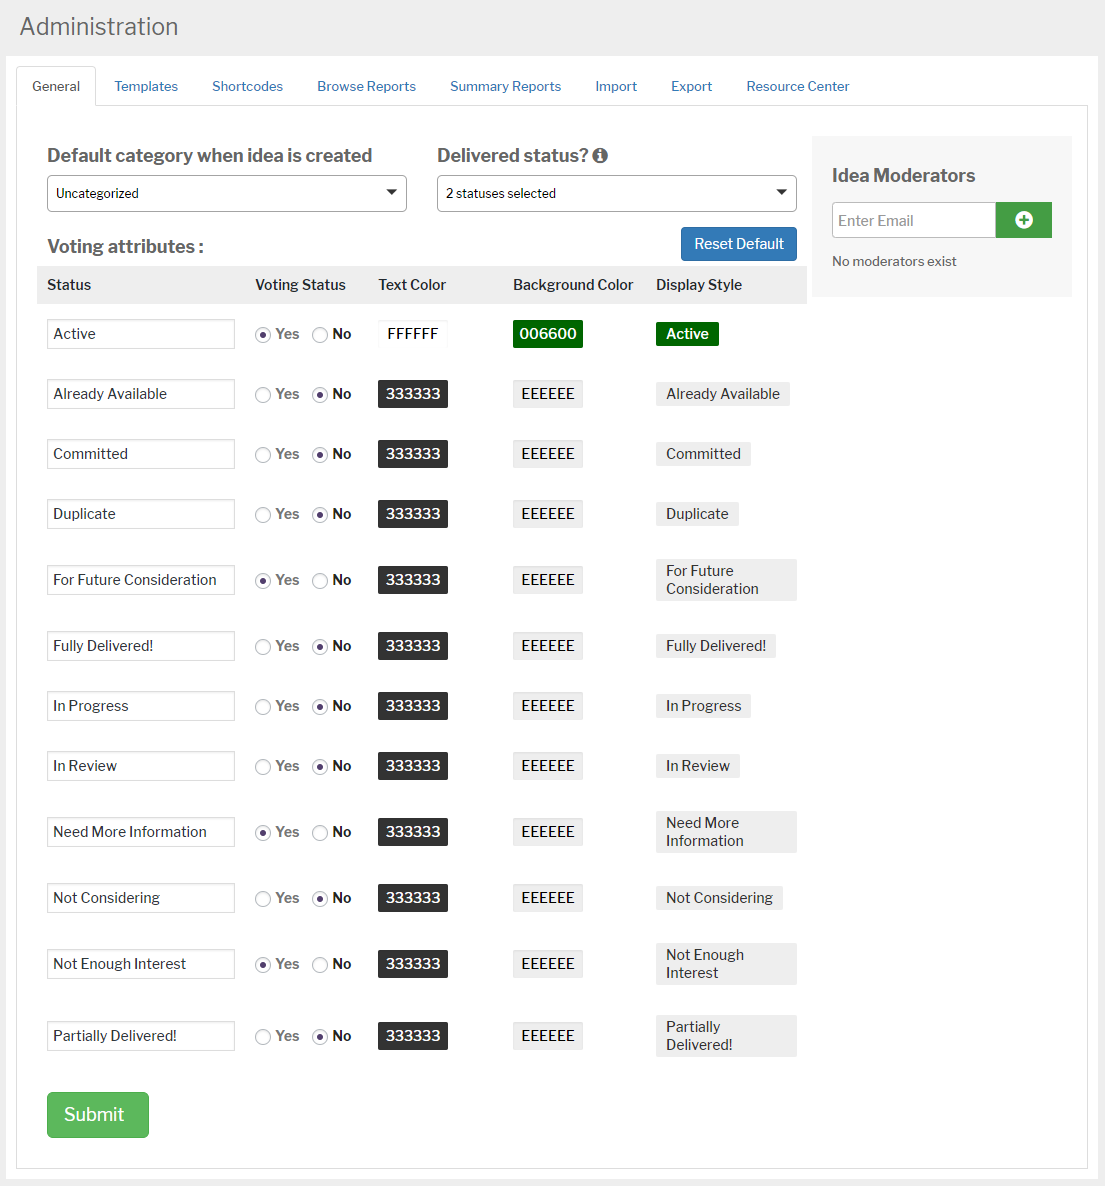 Administration
General Templates Shortcodes Browse Reports Summary Reports Import Export Resource Center
Default category when idea is created
Uncategorized
Delivered status?
2 statuses selected
Idea Moderators
Enter Email
No moderators exist
Voting attributes :
Reset Default
Status Voting Status Text Color Background Color Display Style
Active Yes No FFFFFF 006600 Active
Already Available Yes No 333333 EEEEEE Already Available
Committed Yes No 333333 EEEEEE Committed
Duplicate Yes No 333333 EEEEEE Duplicate
For Future Consideration Yes No 333333 EEEEEE For Future
Consideration
Fully Delivered! Yes No 333333 EEEEEE Fully Delivered!
In Progress Yes No 333333 EEEEEE In Progress
In Review Yes No 333333 EEEEEE In Review
Need More Information Yes No 333333 EEEEEE Need More
Information
Not Considering Yes No 333333 EEEEEE Not Considering
Not Enough Interest Yes No 333333 EEEEEE Not Enough
Interest
Partially Delivered! Yes No 333333 EEEEEE Partially
Delivered!
Submit